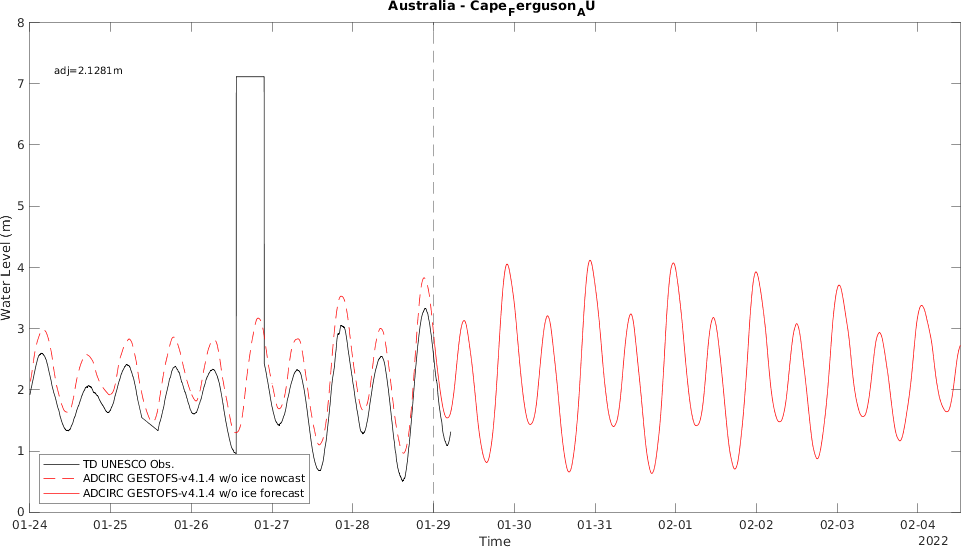 Australia - CapeFergusonAU
adj=2.1281m
8
7
6
5
4
3
2
1
0
Water Level (m)
TD UNESCO Obs.
ADCIRC GESTOFS-v4.1.4 w/o ice nowcast
ADCIRC GESTOFS-v4.1.4 w/o ice forecast
01-24 01-25 01-26 01-27 01-28 01-29 01-30 01-31 02-01 02-02 02-03 02-04
Time
2022